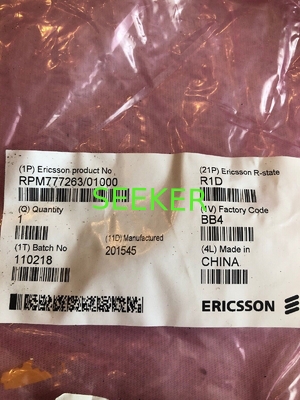 (1P) Ericsson product No
RPM777263/01000
(21P) Ericsson R-state
R1D
SEEKER
(Q) Quantity
1
(1V) Factory Code
BB4
(1T) Batch No
110218
(11D) Manufactured
201545
(4L) Made in
CHINA
ERICSSON